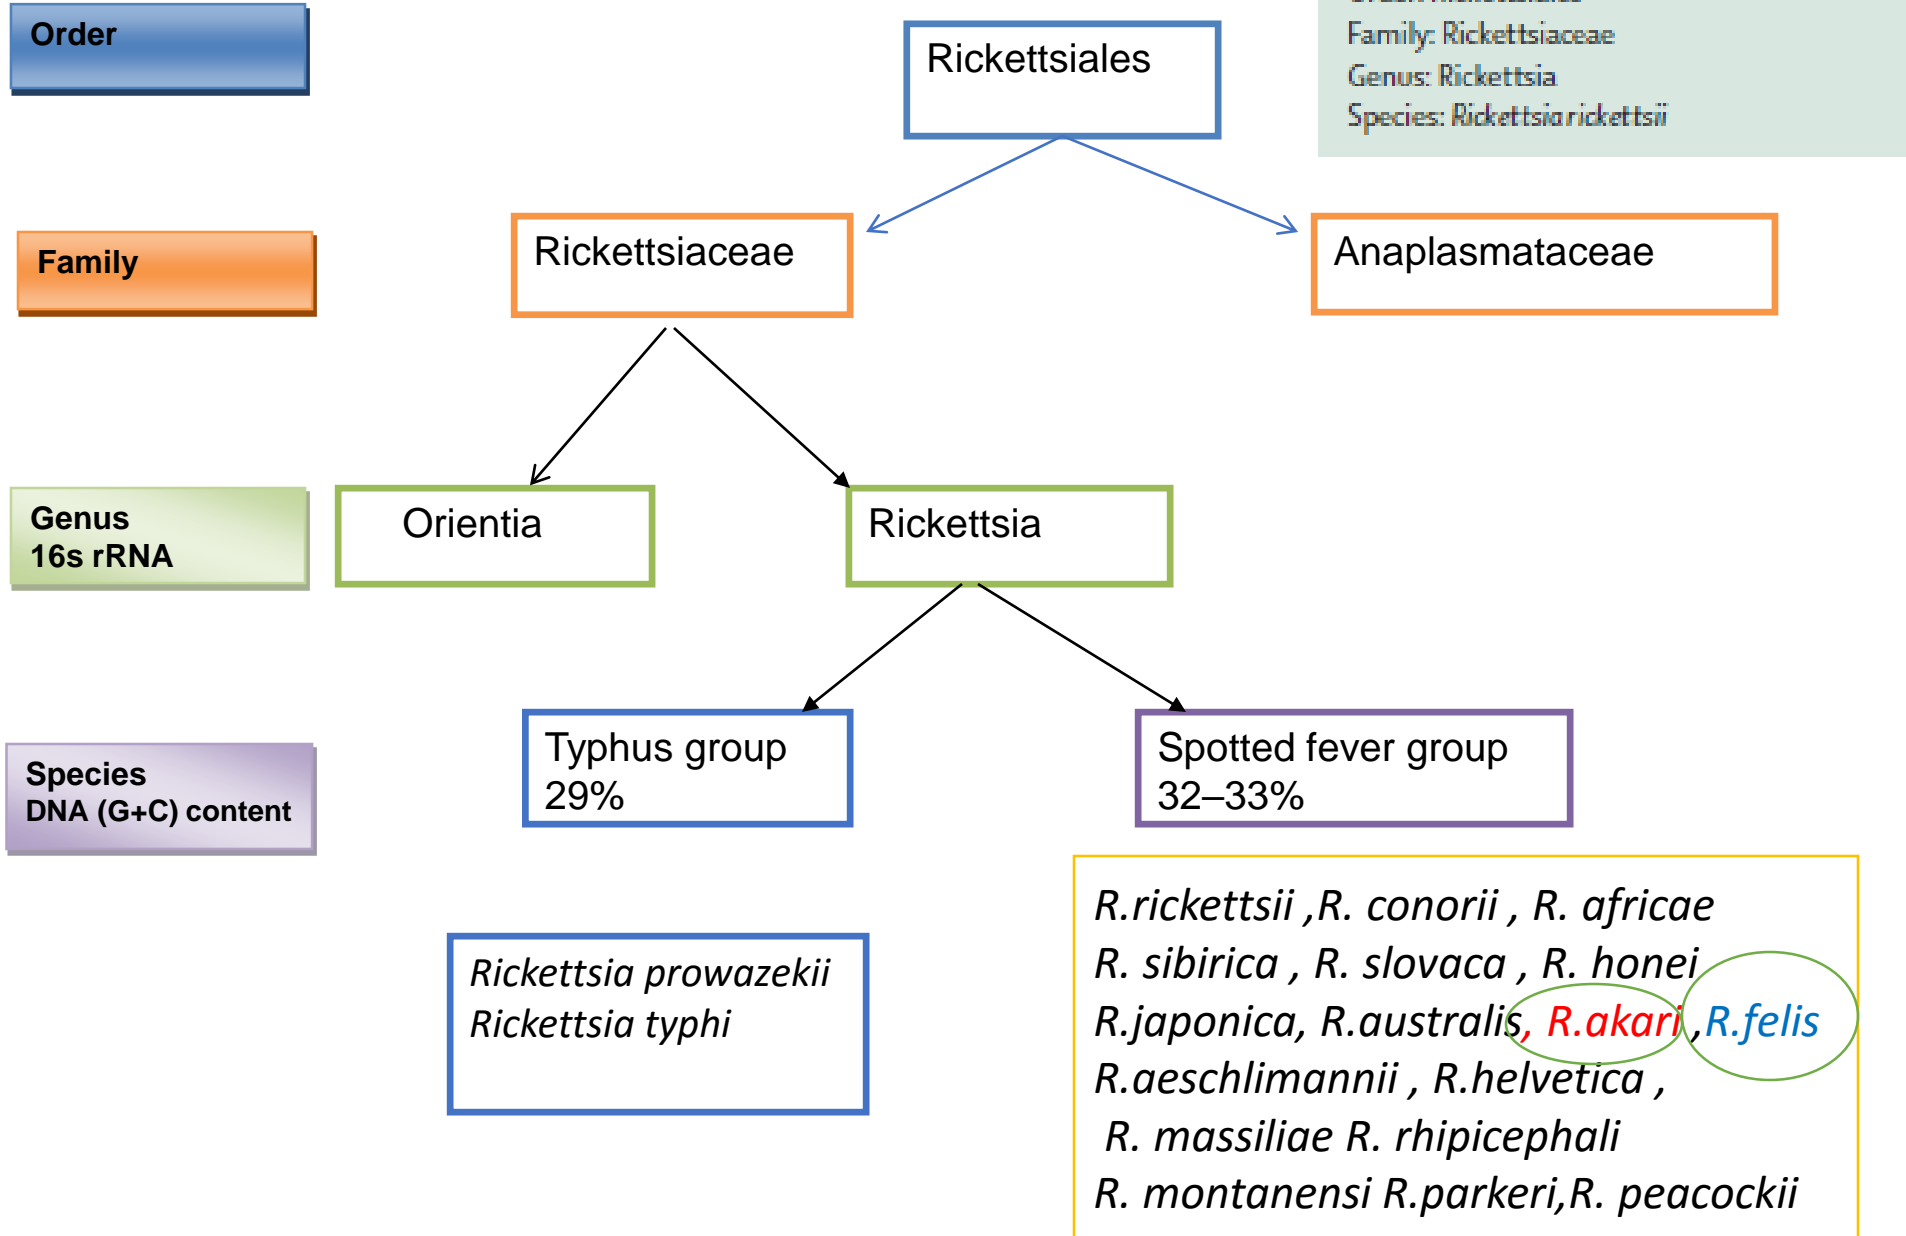 Order
Rickettsiales
Family: Rickettsiaceae
Genus: Rickettsia
Species: Rickettsia rickettsii
Family
Rickettsiaceae
Anaplasmataceae
Genus
16s rRNA
Orientia
Rickettsia
Species
DNA (G+C) content
Typhus group
29%
Spotted fever group
32–33%
Rickettsia prowazekii
Rickettsia typhi
R.rickettsii ,R. conorii , R. africae
R. sibirica , R. slovaca , R. honei
R.japonica, R.australis, R.akari ,R.felis
R.aeschlimannii , R.helvetica ,
R. massiliae R. rhipicephali
R. montanensi R.parkeri,R. peacockii